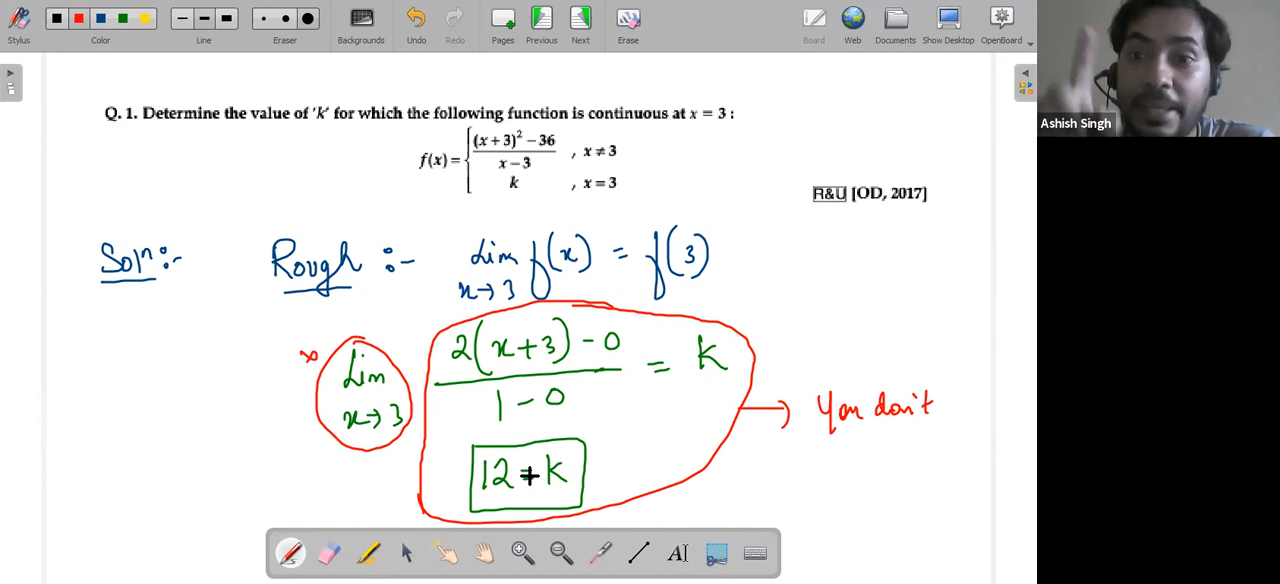 Stylus Color Line Eraser Backgrounds Undo Redo Pages Previous Next Erase Board Web Documents Show Desktop OpenBoard
Ashish Singh
Q. 1. Determine the value of 'k' for which the following function is continuous at x = 3 :
f(x) = { (x + 3)² – 36 / x – 3 , x ≠ 3
k , x = 3
R&U [OD, 2017]
Soln:- Rough :- Lim x→3 f(x) = f(3)
Lim x→3 2(x+3) - 0 / 1 - 0 = k
→ You don't
12 = k
AI